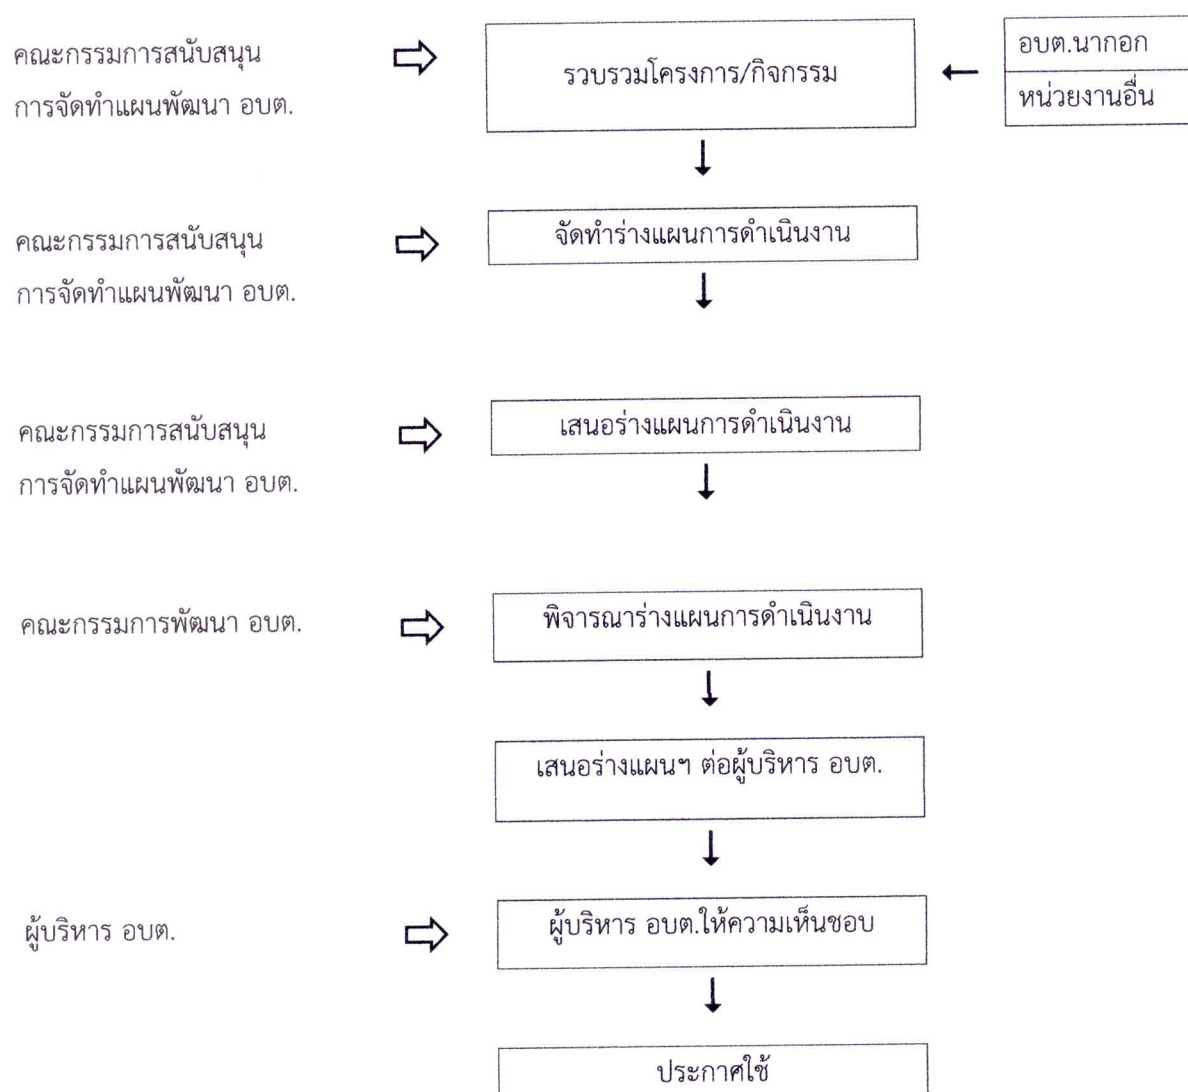 คณะกรรมการสนับสนุน
การจัดทำแผนพัฒนา อบต.
รวบรวมโครงการ/กิจกรรม
อบต.นากอก
หน่วยงานอื่น
คณะกรรมการสนับสนุน
การจัดทำแผนพัฒนา อบต.
จัดทำร่างแผนการดำเนินงาน
คณะกรรมการสนับสนุน
การจัดทำแผนพัฒนา อบต.
เสนอร่างแผนการดำเนินงาน
คณะกรรมการพัฒนา อบต.
พิจารณาร่างแผนการดำเนินงาน
เสนอร่างแผนฯ ต่อผู้บริหาร อบต.
ผู้บริหาร อบต.
ผู้บริหาร อบต.ให้ความเห็นชอบ
ประกาศใช้